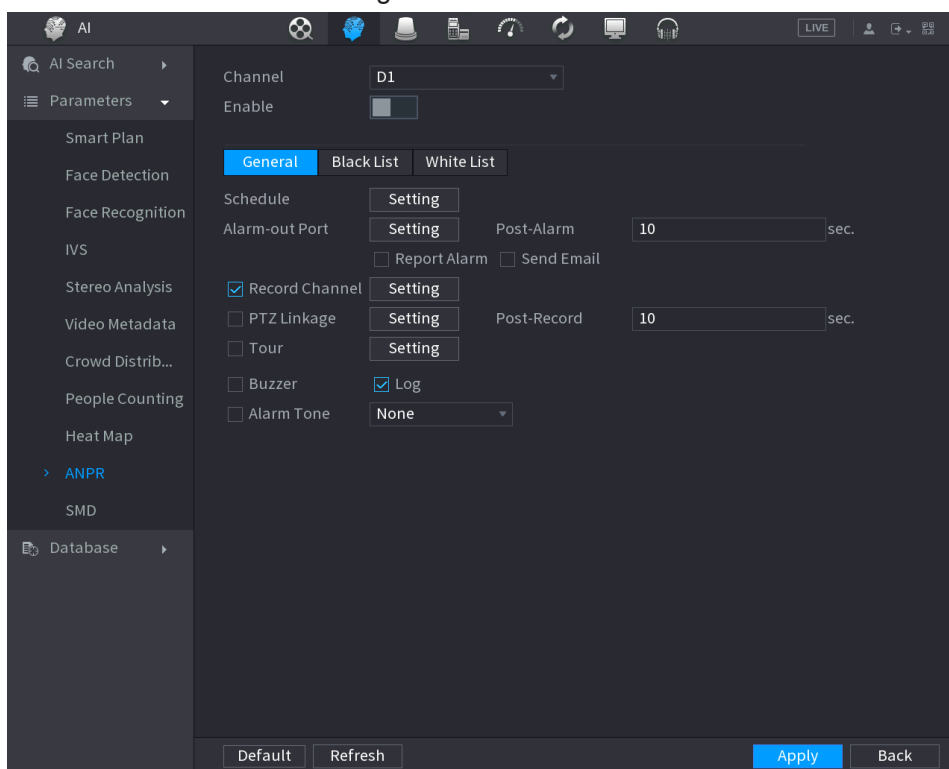 AI
LIVE
AI Search
Parameters
Smart Plan
Face Detection
Face Recognition
IVS
Stereo Analysis
Video Metadata
Crowd Distrib...
People Counting
Heat Map
ANPR
SMD
Database
Channel D1
Enable
General Black List White List
Schedule Setting
Alarm-out Port Setting Post-Alarm 10 sec.
Report Alarm Send Email
Record Channel Setting
PTZ Linkage Setting Post-Record 10 sec.
Tour Setting
Buzzer Log
Alarm Tone None
Default Refresh Apply Back